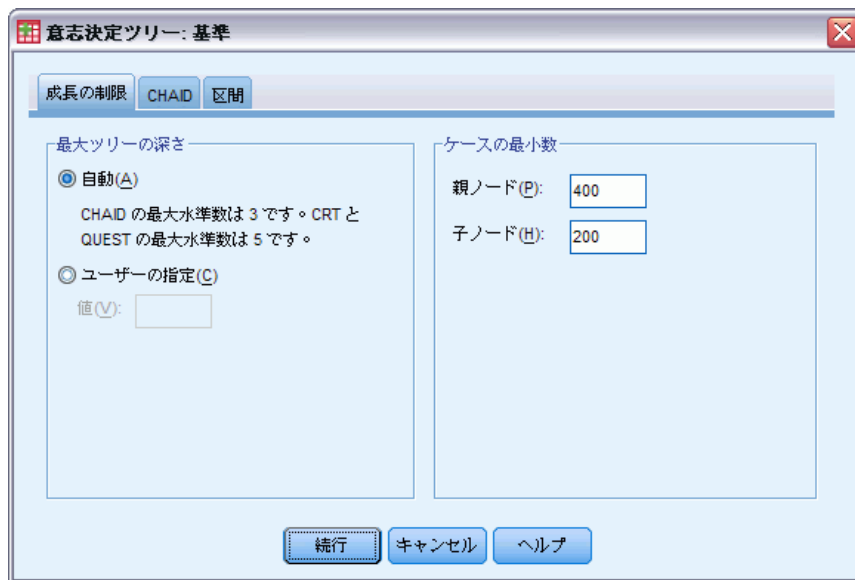 意志決定ツリー: 基準
成長の制限
CHAID
区間
最大ツリーの深さ
自動(A)
CHAID の最大水準数は 3 です。CRT と
QUEST の最大水準数は 5 です。
ユーザーの指定(C)
値(V):
ケースの最小数
親ノード(P):
400
子ノード(H):
200
続行
キャンセル
ヘルプ